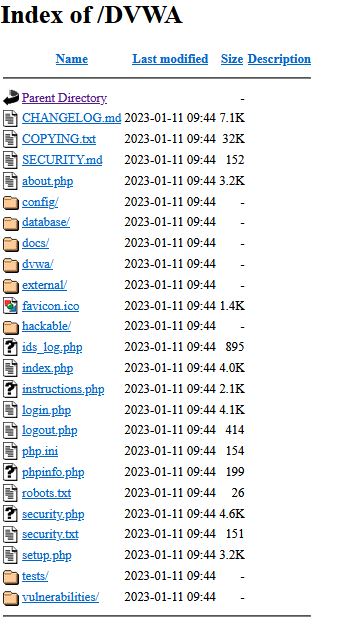 Index of /DVWA
Name Last modified Size Description
Parent Directory -
CHANGELOG.md 2023-01-11 09:44 7.1K
COPYING.txt 2023-01-11 09:44 32K
SECURITY.md 2023-01-11 09:44 152
about.php 2023-01-11 09:44 3.2K
config/ 2023-01-11 09:44 -
database/ 2023-01-11 09:44 -
docs/ 2023-01-11 09:44 -
dvwa/ 2023-01-11 09:44 -
external/ 2023-01-11 09:44 -
favicon.ico 2023-01-11 09:44 1.4K
hackable/ 2023-01-11 09:44 -
ids_log.php 2023-01-11 09:44 895
index.php 2023-01-11 09:44 4.0K
instructions.php 2023-01-11 09:44 2.1K
login.php 2023-01-11 09:44 4.1K
logout.php 2023-01-11 09:44 414
php.ini 2023-01-11 09:44 154
phpinfo.php 2023-01-11 09:44 199
robots.txt 2023-01-11 09:44 26
security.php 2023-01-11 09:44 4.6K
security.txt 2023-01-11 09:44 151
setup.php 2023-01-11 09:44 3.2K
tests/ 2023-01-11 09:44 -
vulnerabilities/ 2023-01-11 09:44 -